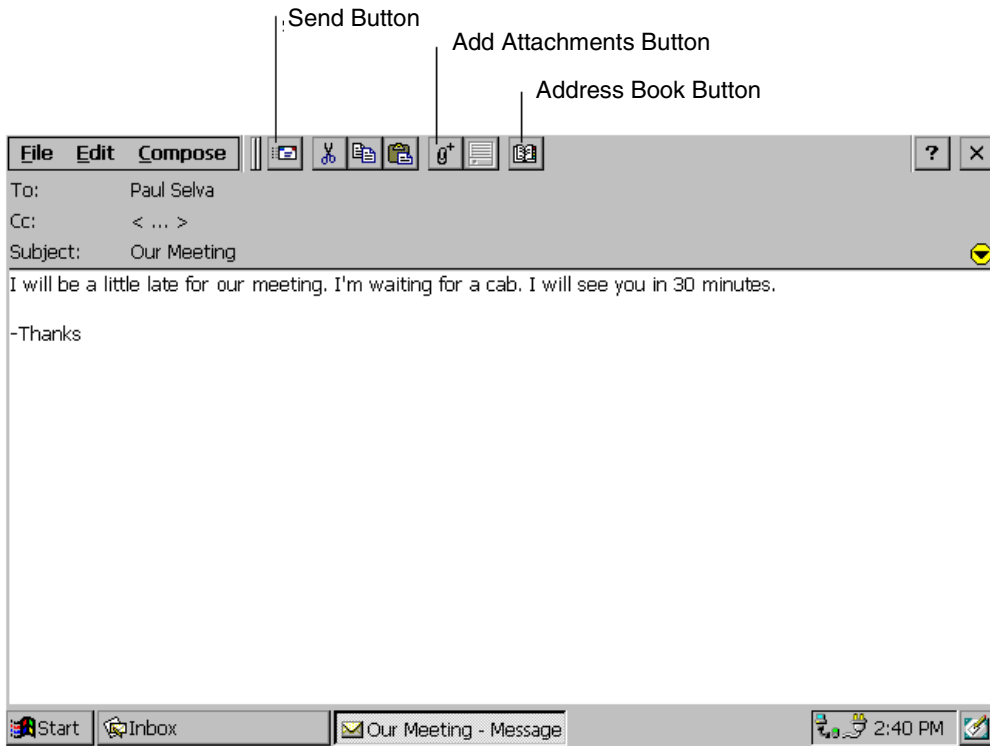 Send Button
Add Attachments Button
Address Book Button
File Edit Compose ?
To: Paul Selva
Cc: < ... >
Subject: Our Meeting
I will be a little late for our meeting. I'm waiting for a cab. I will see you in 30 minutes.
-Thanks
Start Inbox Our Meeting - Message 2:40 PM